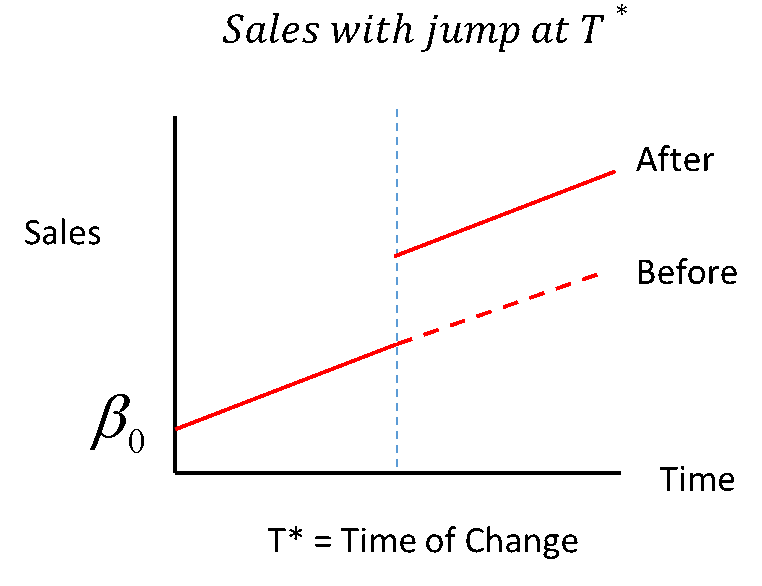 Sales with jump at T *
After
Sales
Before
β0
Time
T* = Time of Change